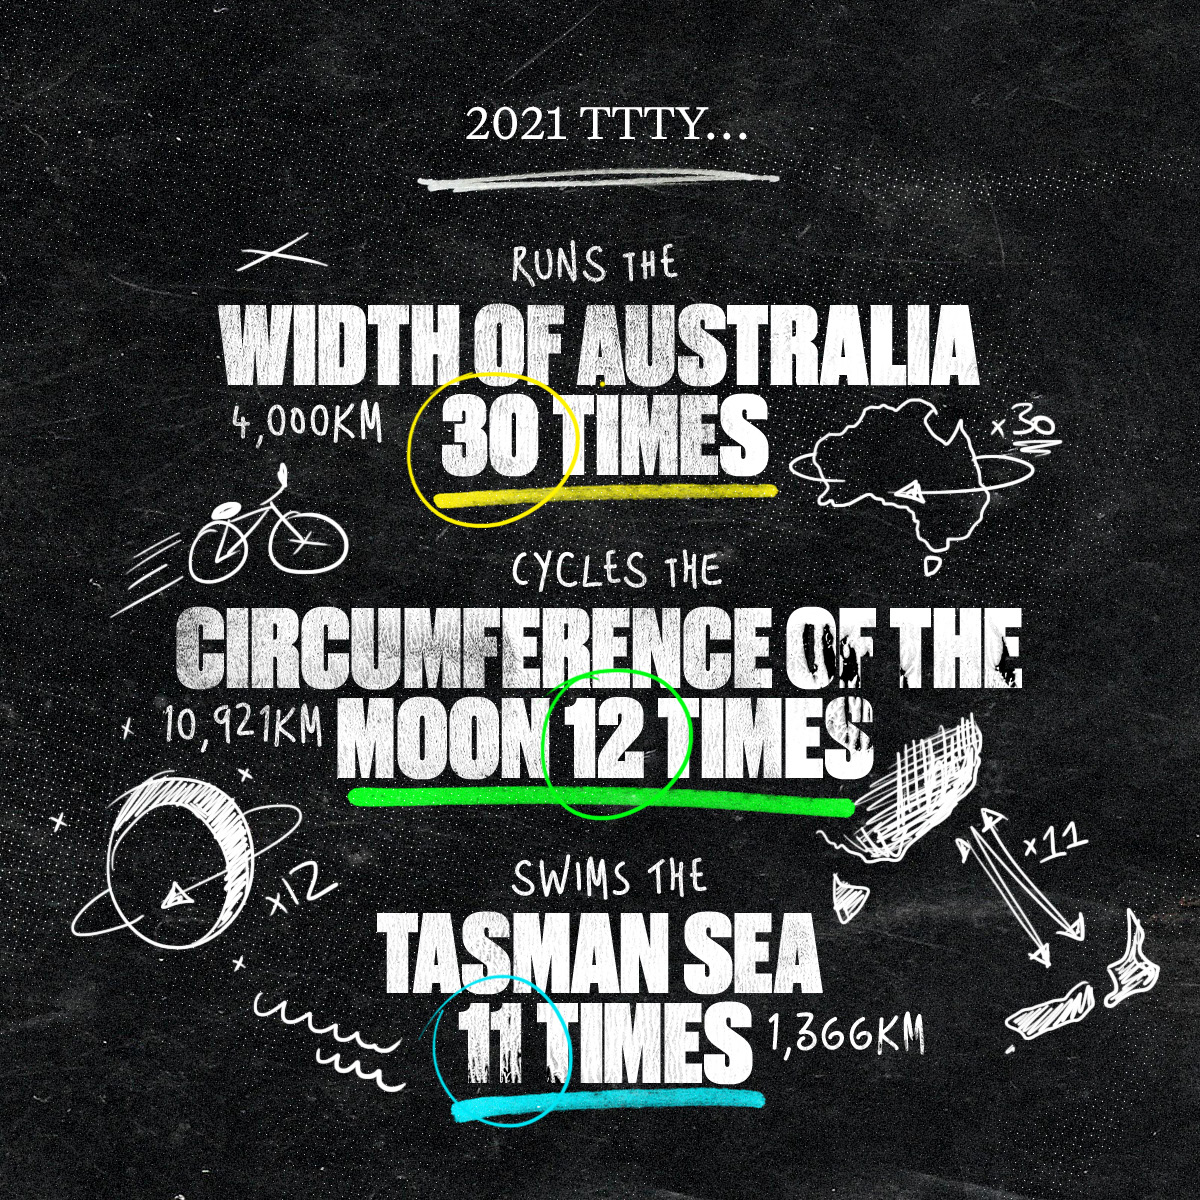 2021 TTTY...
RUNS THE
WIDTH OF AUSTRALIA
4,000KM
30 TIMES
x30
CYCLES THE
CIRCUMFERENCE OF THE
10,921KM
MOON 12 TIMES
x12
x11
SWIMS THE
TASMAN SEA
11 TIMES
1,366KM